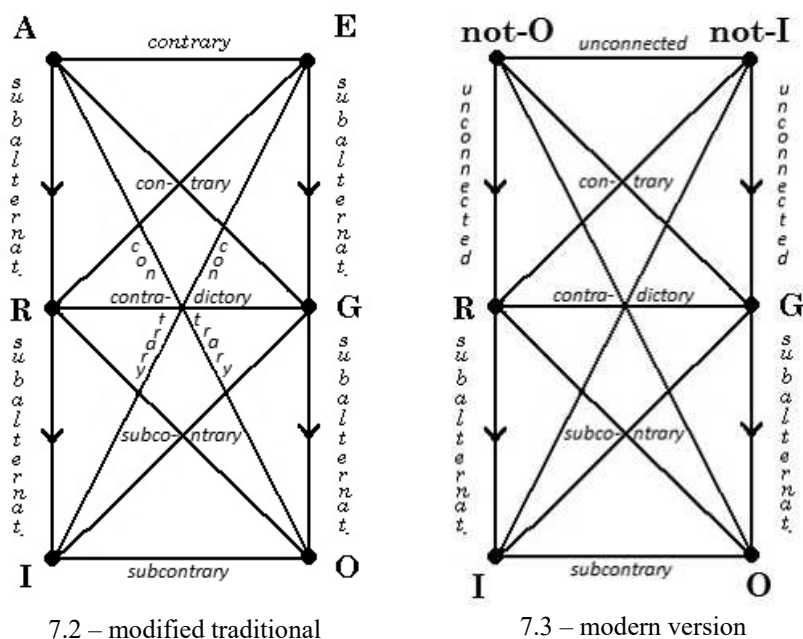 A E not-O not-I
contrary unconnected
subalternat. subalternat. unconnected unconnected
con- trary con- trary
con con
R contra- dictory G R contra- dictory G
trary trary
subalternat. subalternat. subalternat. subalternat.
subco- ntrary subco- ntrary
I subcontrary O I subcontrary O
7.2 – modified traditional 7.3 – modern version